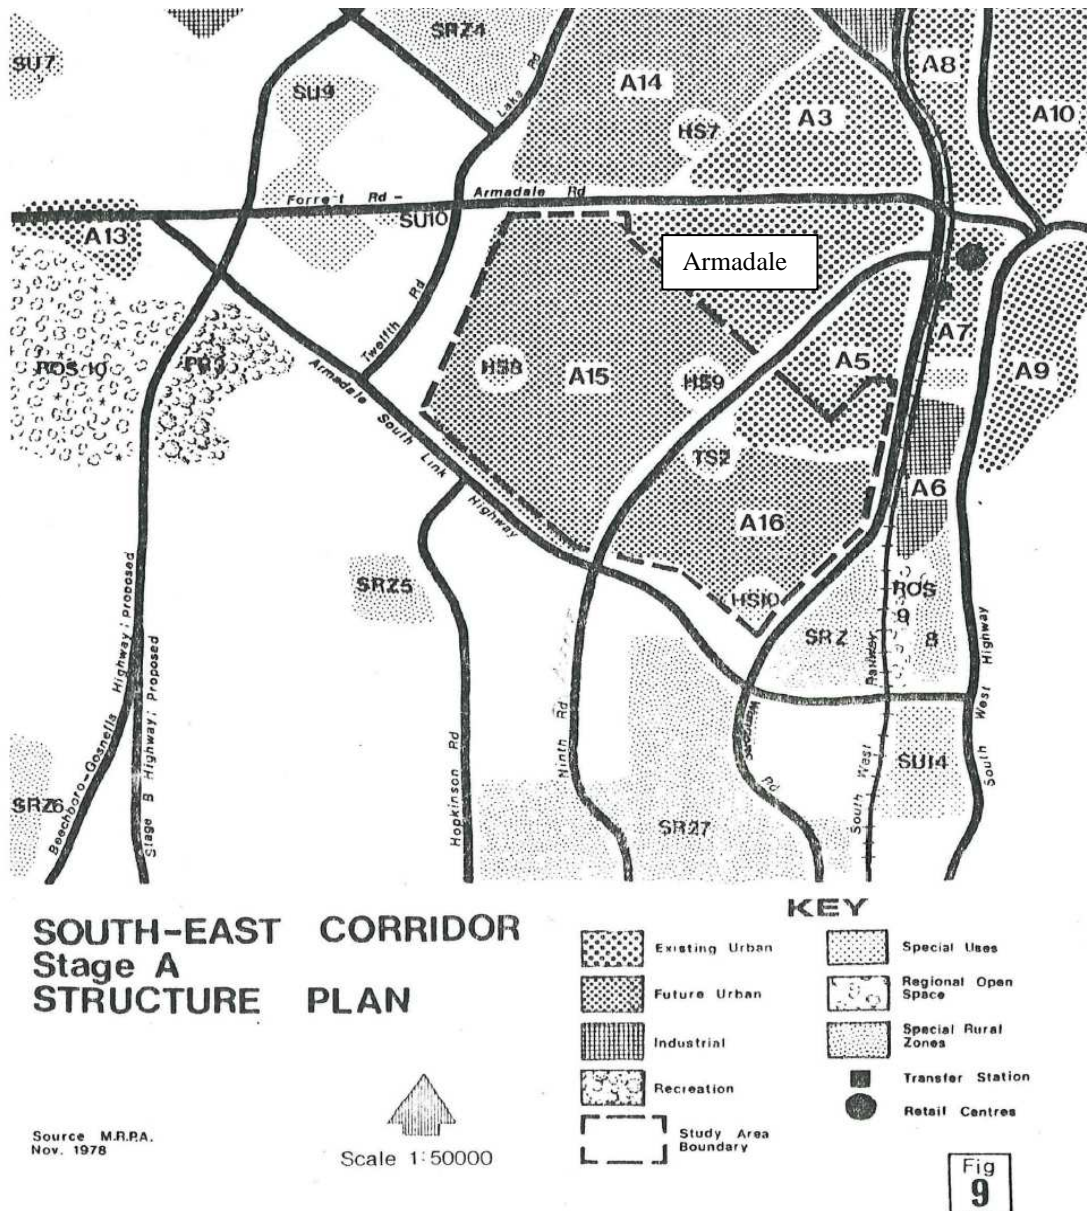 SU7
SRZ4
SU9
A14
A8
A3
A10
HS7
Lake Rd
Forrest Rd – Armadale Rd
SU10
A13
Armadale
A7
A5
A9
Twelfth Rd
HS8
A15
HS9
ROS 10
Armadale South Link Highway
TS2
A6
A16
SRZ5
HS10
ROS
9
8
SRZ
Railway
South West
South West Highway
Beechboro-Gosnells Highway; Proposed
Stage B Highway; Proposed
Hopkinson Rd
Ninth Rd
Rd
SU14
SRZ6
SR27
SOUTH-EAST CORRIDOR
Stage A
STRUCTURE PLAN
Source M.R.P.A.
Nov. 1978
Scale 1:50000
KEY
Existing Urban
Future Urban
Industrial
Recreation
Study Area
Boundary
Special Uses
Regional Open
Space
Special Rural
Zones
Transfer Station
Retail Centres
Fig
9